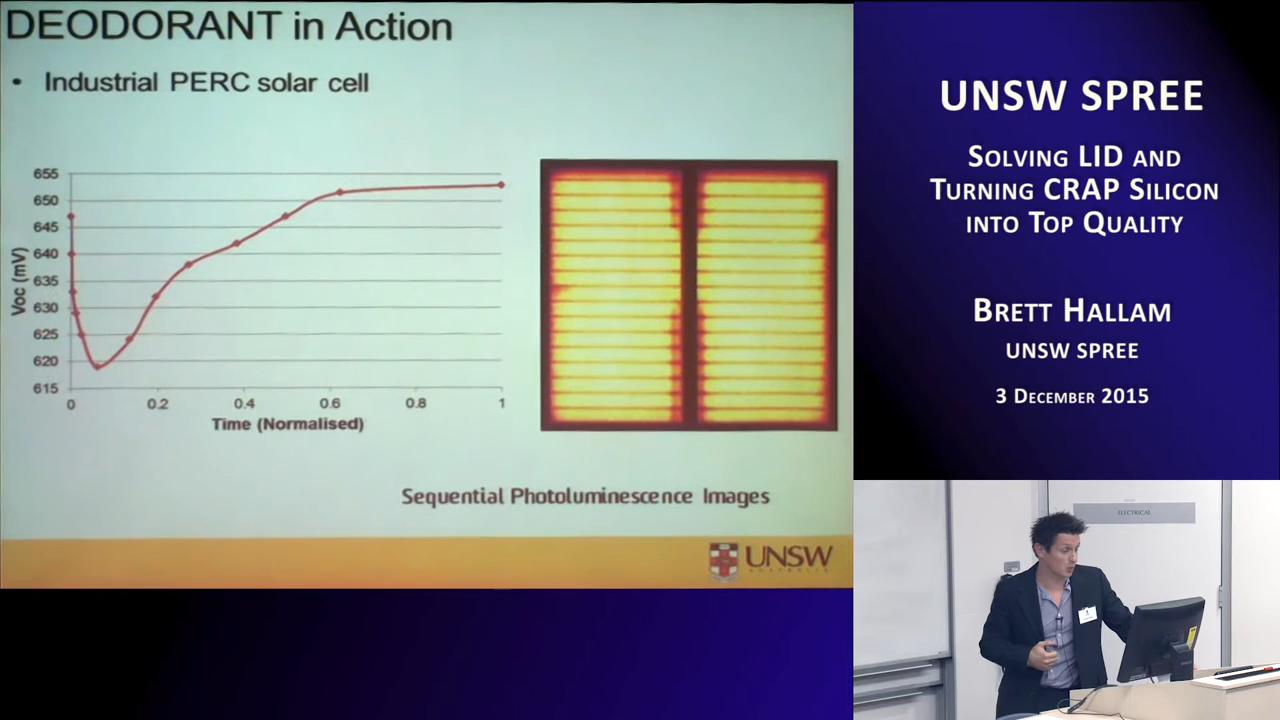 DEODORANT in Action
• Industrial PERC solar cell
655
650
645
640
635
630
625
620
615
Voc (mV)
0
0.2
0.4
0.6
0.8
1
Time (Normalised)
Sequential Photoluminescence Images
UNSW
AUSTRALIA
UNSW SPREE
SOLVING LID AND
TURNING CRAP SILICON
INTO TOP QUALITY
BRETT HALLAM
UNSW SPREE
3 DECEMBER 2015
ELECTRICAL